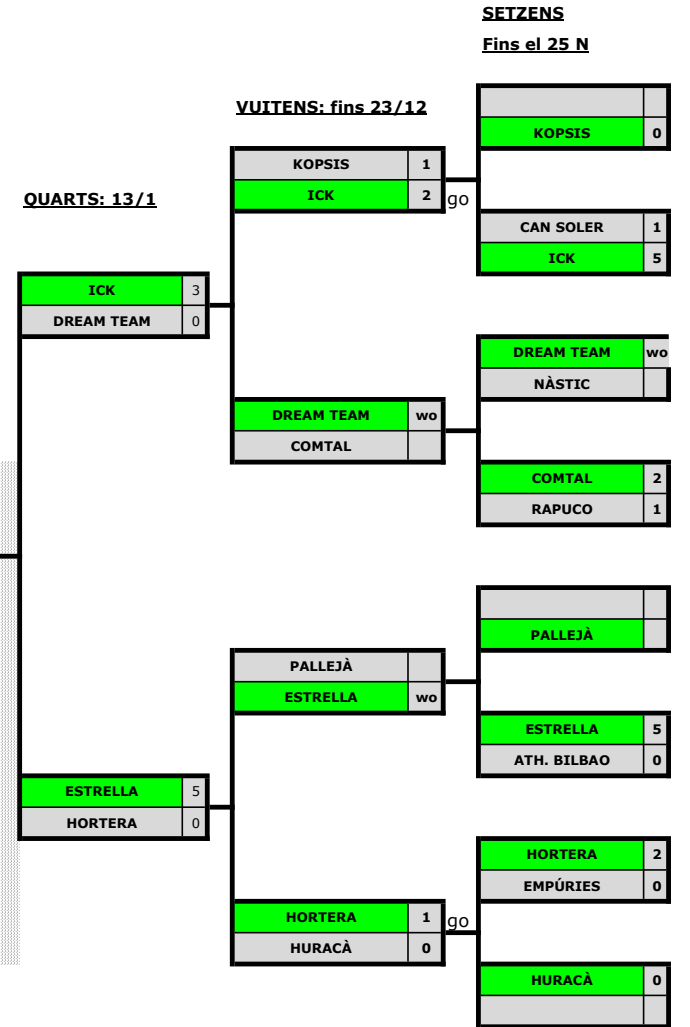 SETZENS
Fins el 25 N
VUITENS: fins 23/12
KOPSIS 0
KOPSIS 1
ICK 2 go
QUARTS: 13/1
CAN SOLER 1
ICK 5
ICK 3
DREAM TEAM 0
DREAM TEAM wo
NÀSTIC
DREAM TEAM wo
COMTAL
COMTAL 2
RAPUCO 1
PALLEJÀ
PALLEJÀ
ESTRELLA wo
ESTRELLA 5
ATH. BILBAO 0
ESTRELLA 5
HORTERA 0
HORTERA 2
EMPÚRIES 0
HORTERA 1 go
HURACÀ 0
HURACÀ 0